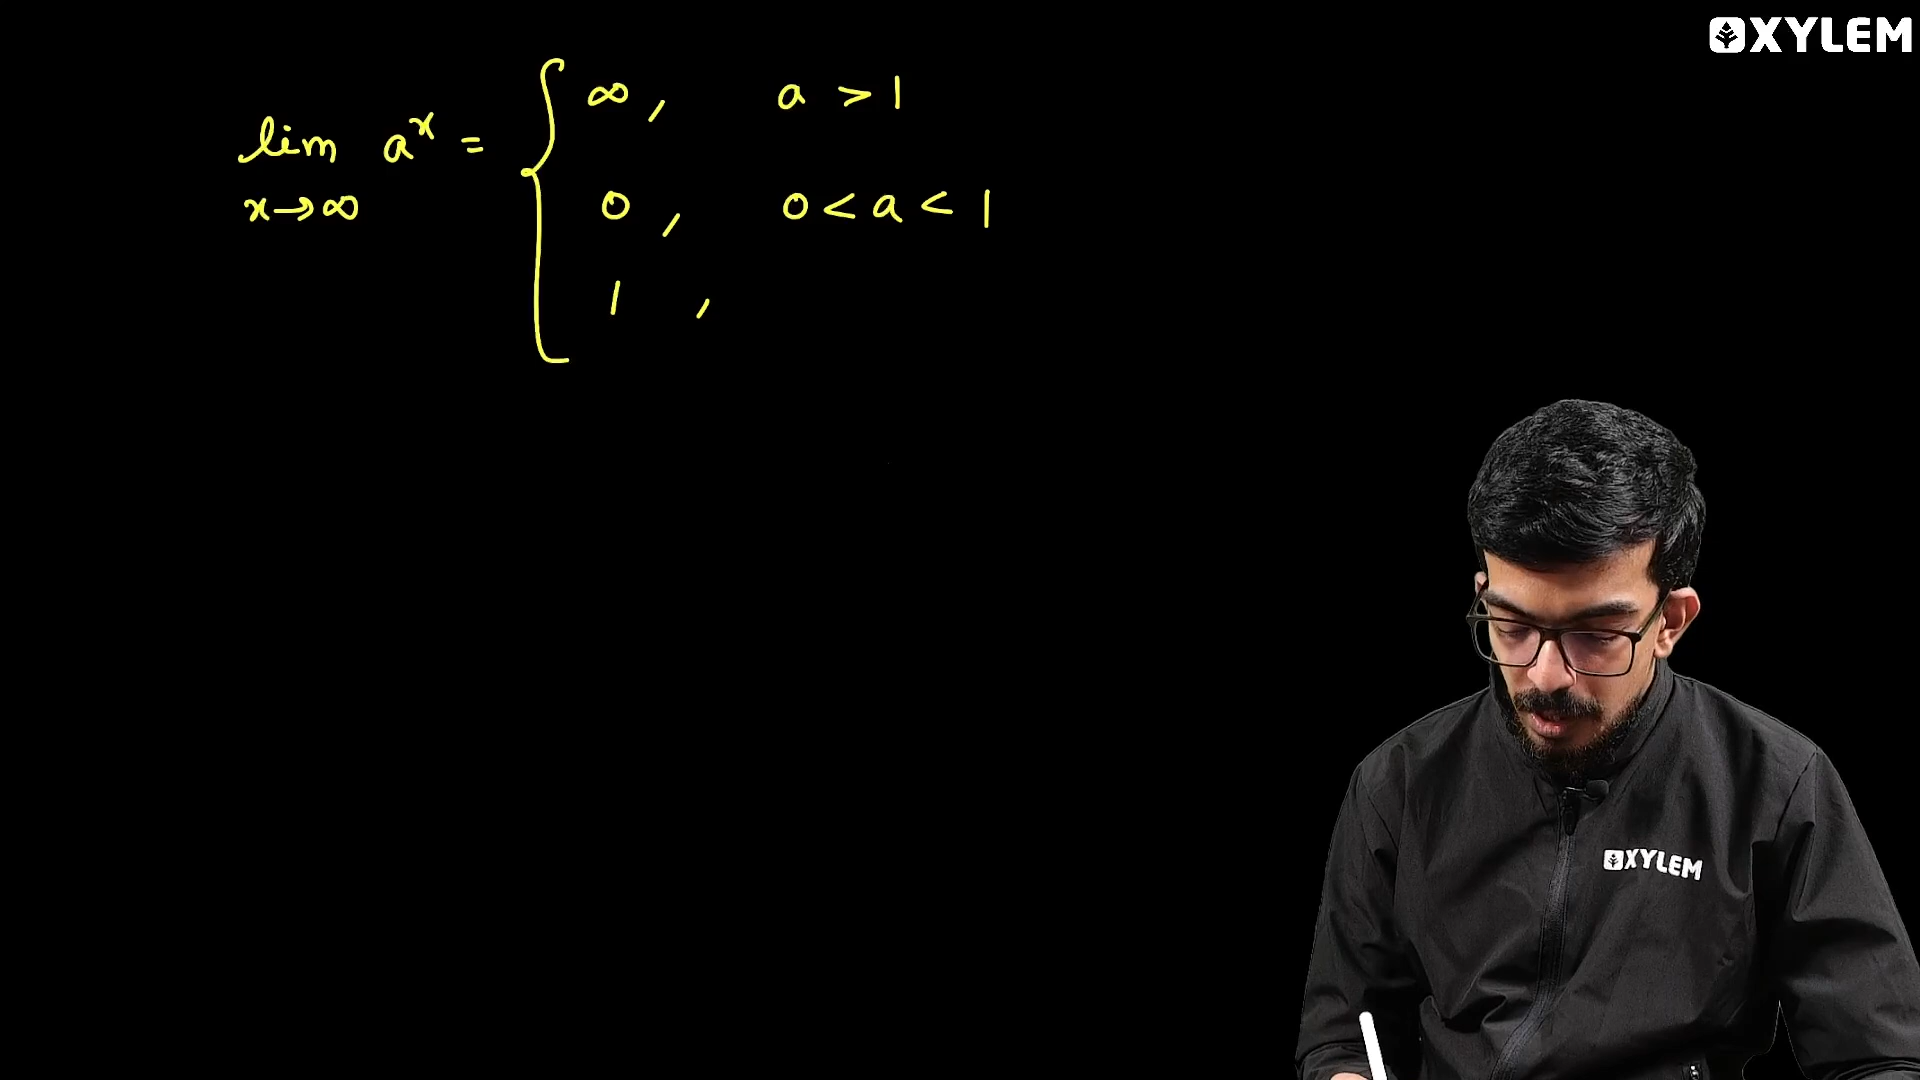 XYLEM
∞, a > 1
lim a^x =
x→∞
0, 0 < a < 1
1,
XYLEM